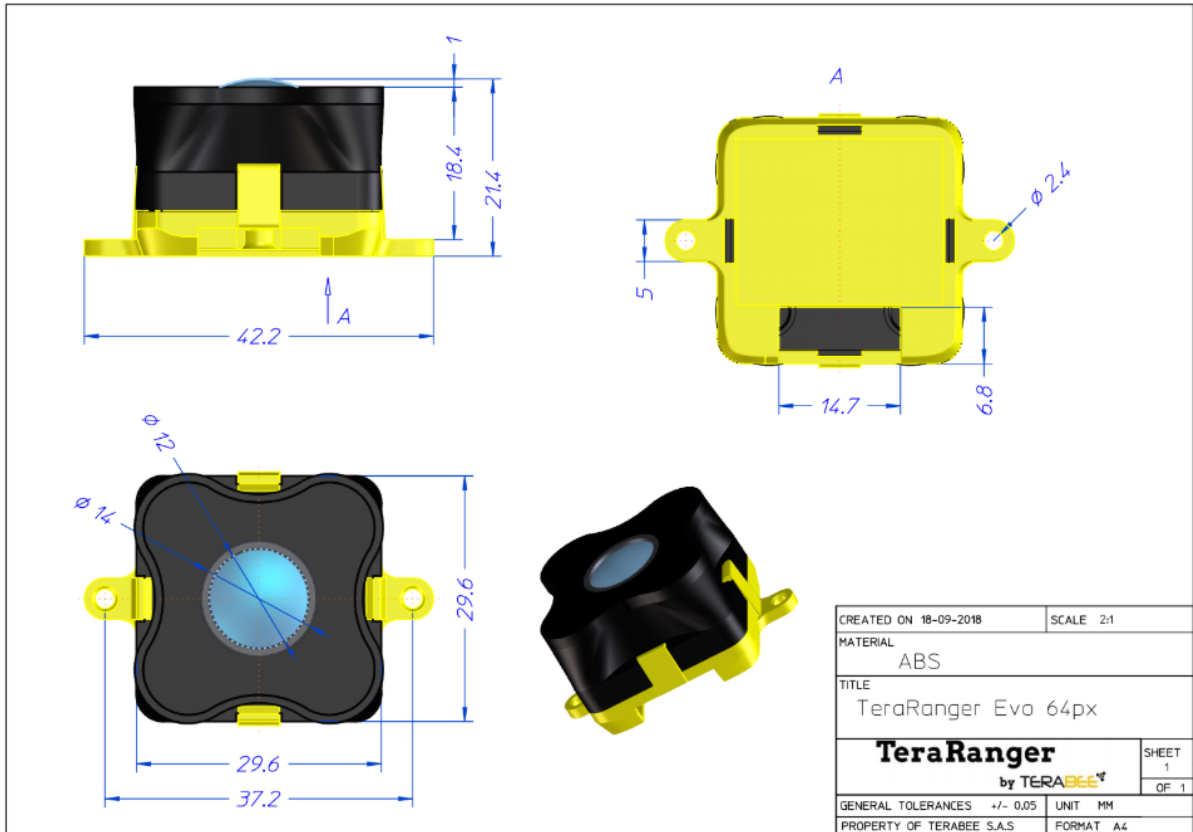 1
18.4
21.4
42.2
A
A
Ø 2.4
5
14.7
6.8
Ø 12
Ø 14
29.6
29.6
37.2
CREATED ON 18-09-2018
SCALE 2:1
MATERIAL
ABS
TITLE
TeraRanger Evo 64px
TeraRanger
by TERABEE
SHEET
1
OF 1
GENERAL TOLERANCES +/- 0.05
UNIT MM
PROPERTY OF TERABEE S.A.S
FORMAT A4